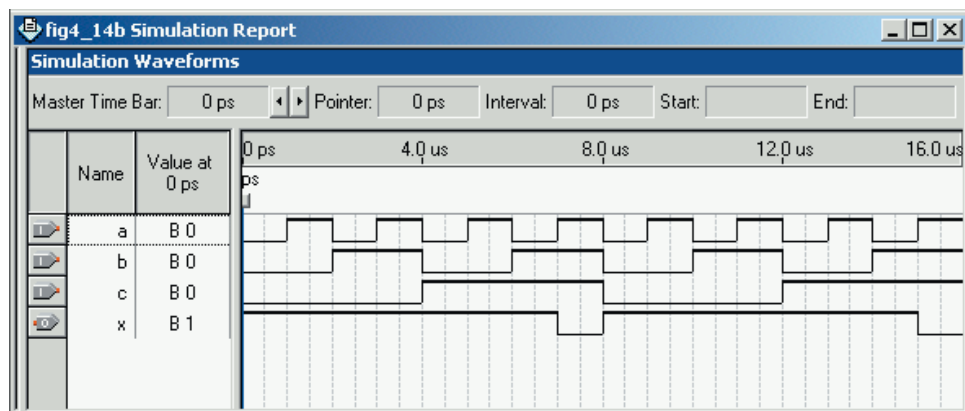 fig4_14b Simulation Report
Simulation Waveforms
Master Time Bar: 0 ps Pointer: 0 ps Interval: 0 ps Start: End:
Name Value at 0 ps
0 ps 4.0 us 8.0 us 12.0 us 16.0 us
ps
a B 0
b B 0
c B 0
x B 1